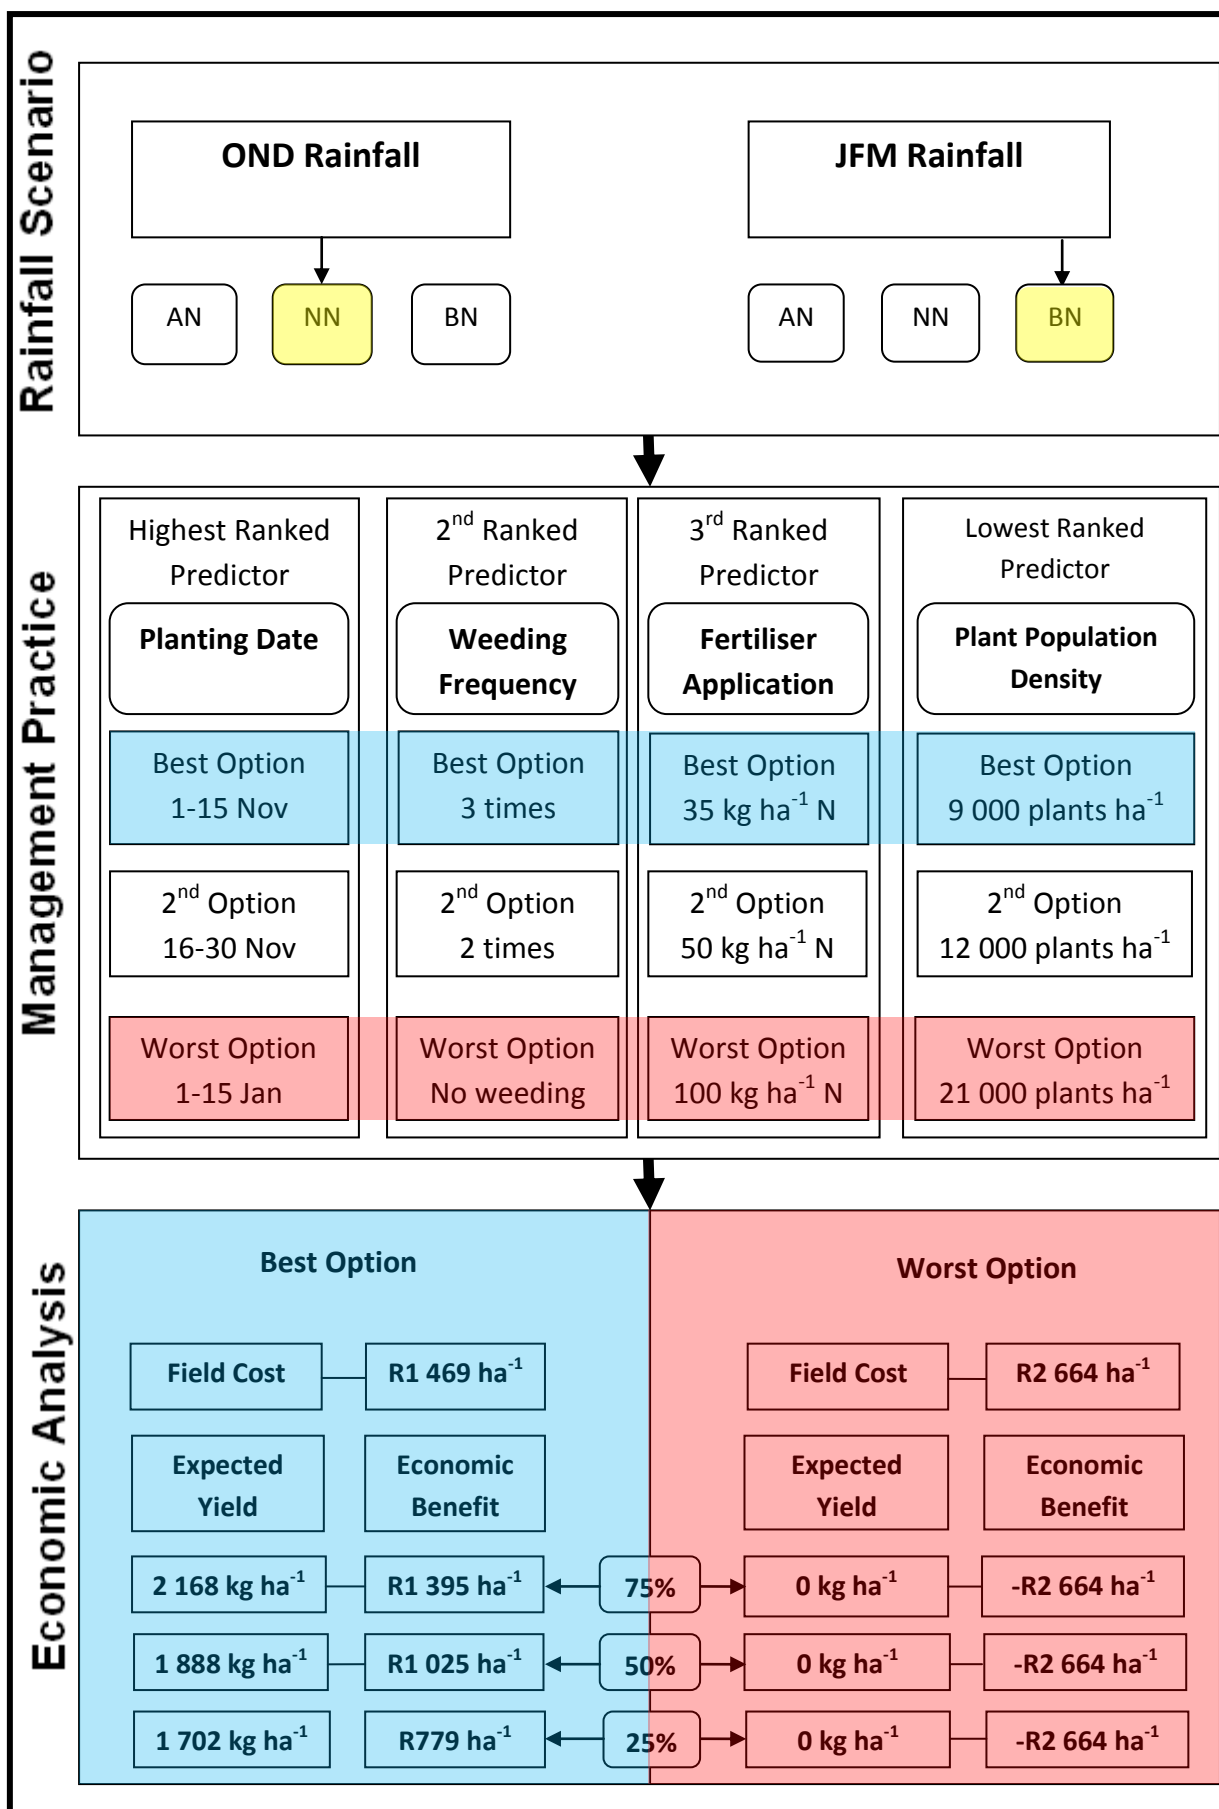 Rainfall Scenario
OND Rainfall
JFM Rainfall
AN
NN
BN
AN
NN
BN
Management Practice
Highest Ranked
Predictor
Planting Date
Best Option
1-15 Nov
2nd Option
16-30 Nov
Worst Option
1-15 Jan
2nd Ranked
Predictor
Weeding
Frequency
Best Option
3 times
2nd Option
2 times
Worst Option
No weeding
3rd Ranked
Predictor
Fertiliser
Application
Best Option
35 kg ha-1 N
2nd Option
50 kg ha-1 N
Worst Option
100 kg ha-1 N
Lowest Ranked
Predictor
Plant Population
Density
Best Option
9 000 plants ha-1
2nd Option
12 000 plants ha-1
Worst Option
21 000 plants ha-1
Economic Analysis
Best Option
Worst Option
Field Cost
R1 469 ha-1
Field Cost
R2 664 ha-1
Expected
Yield
Economic
Benefit
Expected
Yield
Economic
Benefit
2 168 kg ha-1
R1 395 ha-1
75%
0 kg ha-1
-R2 664 ha-1
1 888 kg ha-1
R1 025 ha-1
50%
0 kg ha-1
-R2 664 ha-1
1 702 kg ha-1
R779 ha-1
25%
0 kg ha-1
-R2 664 ha-1